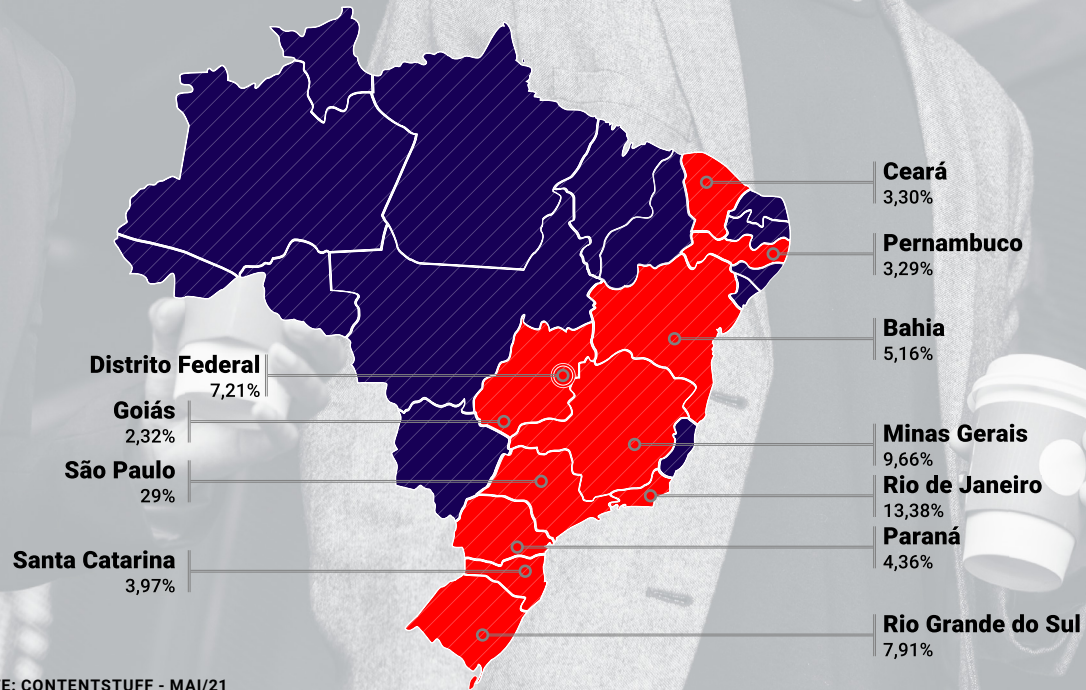 Ceará
3,30%
Pernambuco
3,29%
Bahia
5,16%
Distrito Federal
7,21%
Goiás
2,32%
São Paulo
29%
Minas Gerais
9,66%
Rio de Janeiro
13,38%
Paraná
4,36%
Santa Catarina
3,97%
Rio Grande do Sul
7,91%
E: CONTENTSTUFF - MAI/21